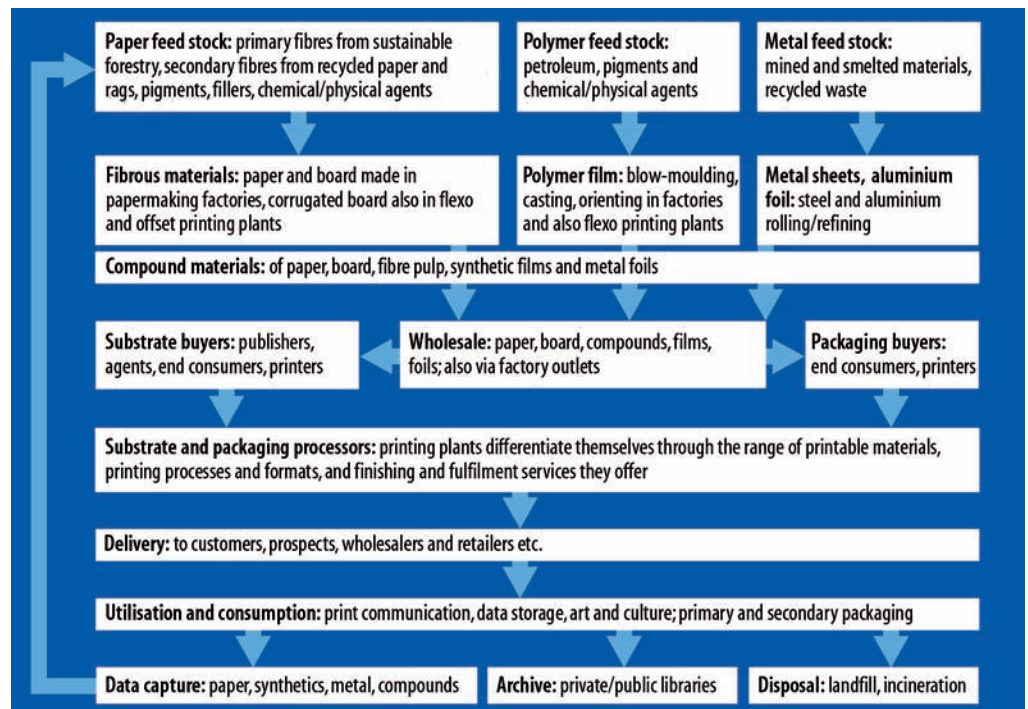 Paper feed stock: primary fibres from sustainable
forestry, secondary fibres from recycled paper and
rags, pigments, fillers, chemical/physical agents
Polymer feed stock:
petroleum, pigments and
chemical/physical agents
Metal feed stock:
mined and smelted materials,
recycled waste
Fibrous materials: paper and board made in
papermaking factories, corrugated board also in flexo
and offset printing plants
Polymer film: blow-moulding,
casting, orienting in factories
and also flexo printing plants
Metal sheets, aluminium
foil: steel and aluminium
rolling/refining
Compound materials: of paper, board, fibre pulp, synthetic films and metal foils
Substrate buyers: publishers,
agents, end consumers, printers
Wholesale: paper, board, compounds, films,
foils; also via factory outlets
Packaging buyers:
end consumers, printers
Substrate and packaging processors: printing plants differentiate themselves through the range of printable materials,
printing processes and formats, and finishing and fulfilment services they offer
Delivery: to customers, prospects, wholesalers and retailers etc.
Utilisation and consumption: print communication, data storage, art and culture; primary and secondary packaging
Data capture: paper, synthetics, metal, compounds
Archive: private/public libraries
Disposal: landfill, incineration